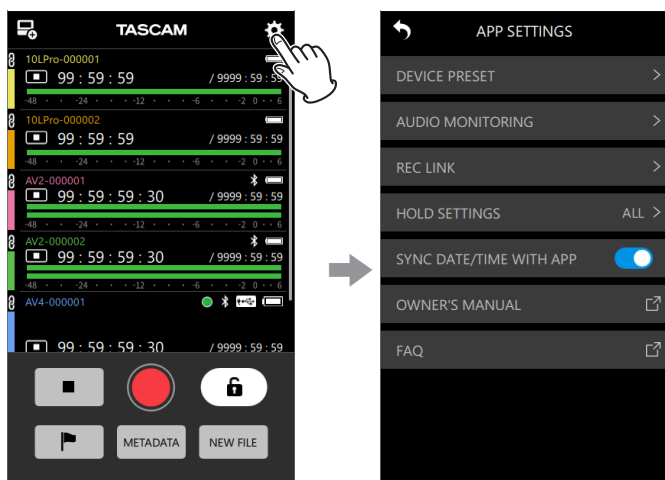 TASCAM
10LPro-000001
99 : 59 : 59
/ 9999 : 59 : 59
-48 · · -24 · · · -12 · · · -6 · · -2 0 · · 6
10LPro-000002
99 : 59 : 59
/ 9999 : 59 : 59
-48 · · -24 · · · -12 · · · -6 · · -2 0 · · 6
AV2-000001
99 : 59 : 59 : 30
/ 9999 : 59 : 59
-48 · · -24 · · · -12 · · · -6 · · -2 0 · · 6
AV2-000002
99 : 59 : 59 : 30
/ 9999 : 59 : 59
-48 · · -24 · · · -12 · · · -6 · · -2 0 · · 6
AV4-000001
99 : 59 : 59 : 30
/ 9999 : 59 : 59
METADATA
NEW FILE
APP SETTINGS
DEVICE PRESET
AUDIO MONITORING
REC LINK
HOLD SETTINGS ALL
SYNC DATE/TIME WITH APP
OWNER'S MANUAL
FAQ